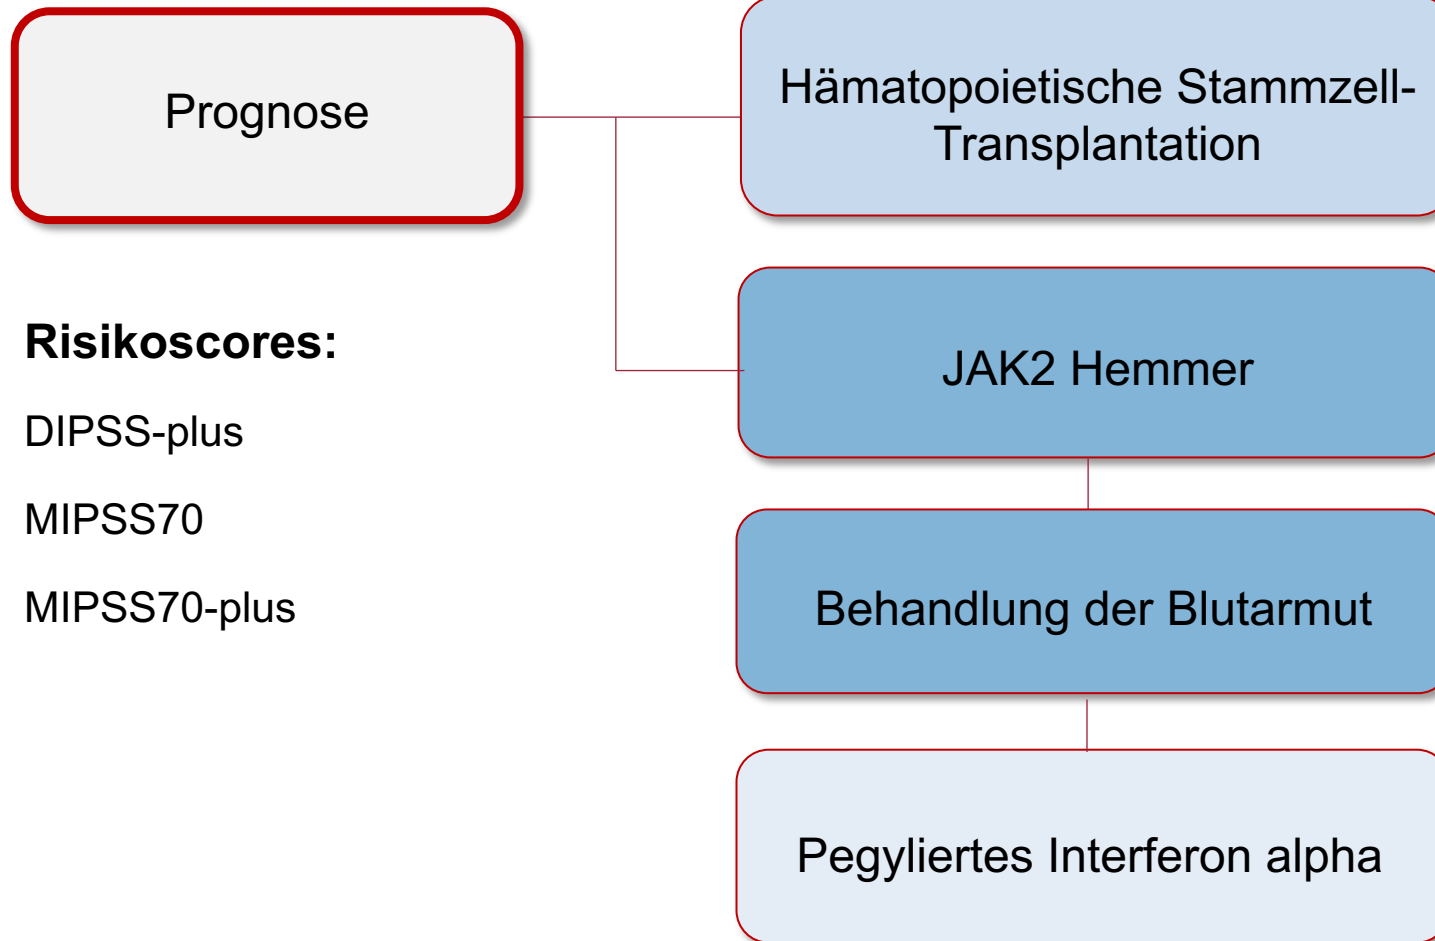 Prognose
Hämatopoietische Stammzell-
Transplantation
Risikoscores:
DIPSS-plus
MIPSS70
MIPSS70-plus
JAK2 Hemmer
Behandlung der Blutarmut
Pegyliertes Interferon alpha